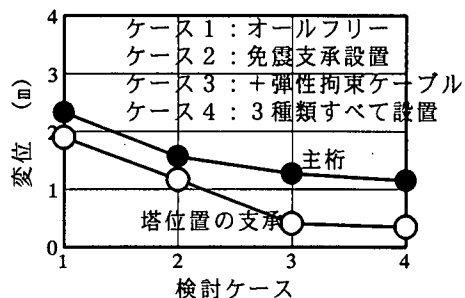 ケース1：オールフリー
ケース2：免震支承設置
ケース3：＋弾性拘束ケーブル
ケース4：3種類すべて設置
変位 (m)
4
3
2
1
0
主桁
塔位置の支承
1 2 3 4
検討ケース